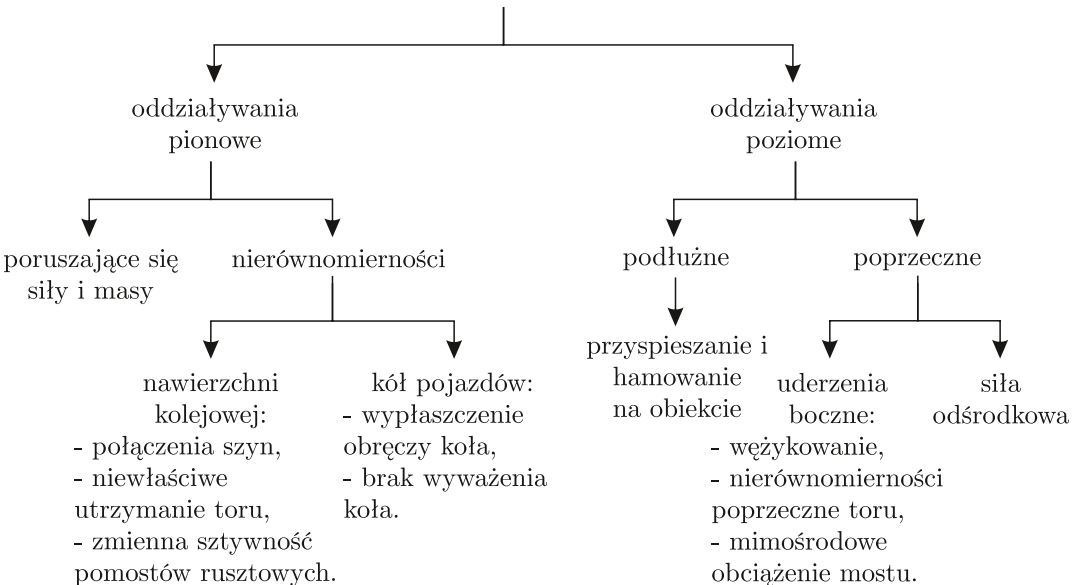 oddziaływania
pionowe
oddziaływania
poziome
poruszające się
siły i masy
nierównomierności
podłużne
poprzeczne
nawierzchni
kolejowej:
- połączenia szyn,
- niewłaściwe
utrzymanie toru,
- zmienna sztywność
pomostów rusztowych.
kół pojazdów:
- wypłaszczenie
obręczy koła,
- brak wyważenia
koła.
przyspieszanie i
hamowanie
na obiekcie
uderzenia
boczne:
- wężykowanie,
- nierównomierności
poprzeczne toru,
- mimośrodowe
obciążenie mostu.
siła
odśrodkowa